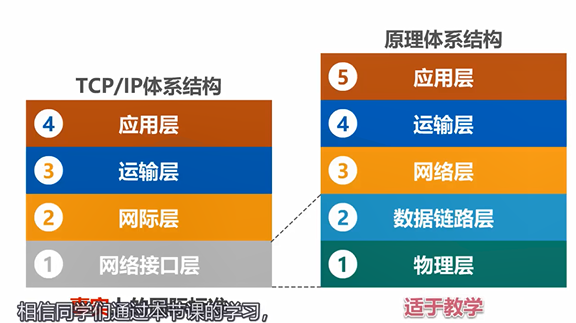 TCP/IP体系结构
4 应用层
3 运输层
2 网际层
1 网络接口层
原理体系结构
5 应用层
4 运输层
3 网络层
2 数据链路层
1 物理层
适于教学
相信同学们通过本节课的学习，